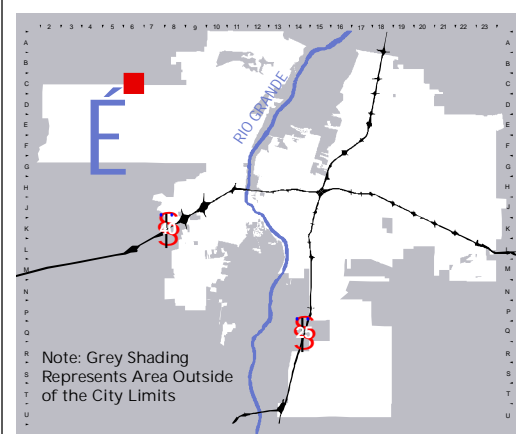 2 3 4 5 6 7 8 9 10 11 12 13 14 15 16 17 18 19 20 21 22 23
A A
B B
C C
D D
E E
F F
G G
H H
J J
K K
L L
M M
N N
P P
Q Q
R R
S S
T T
U U
RIO GRANDE
É
40
25
Note: Grey Shading
Represents Area Outside
of the City Limits